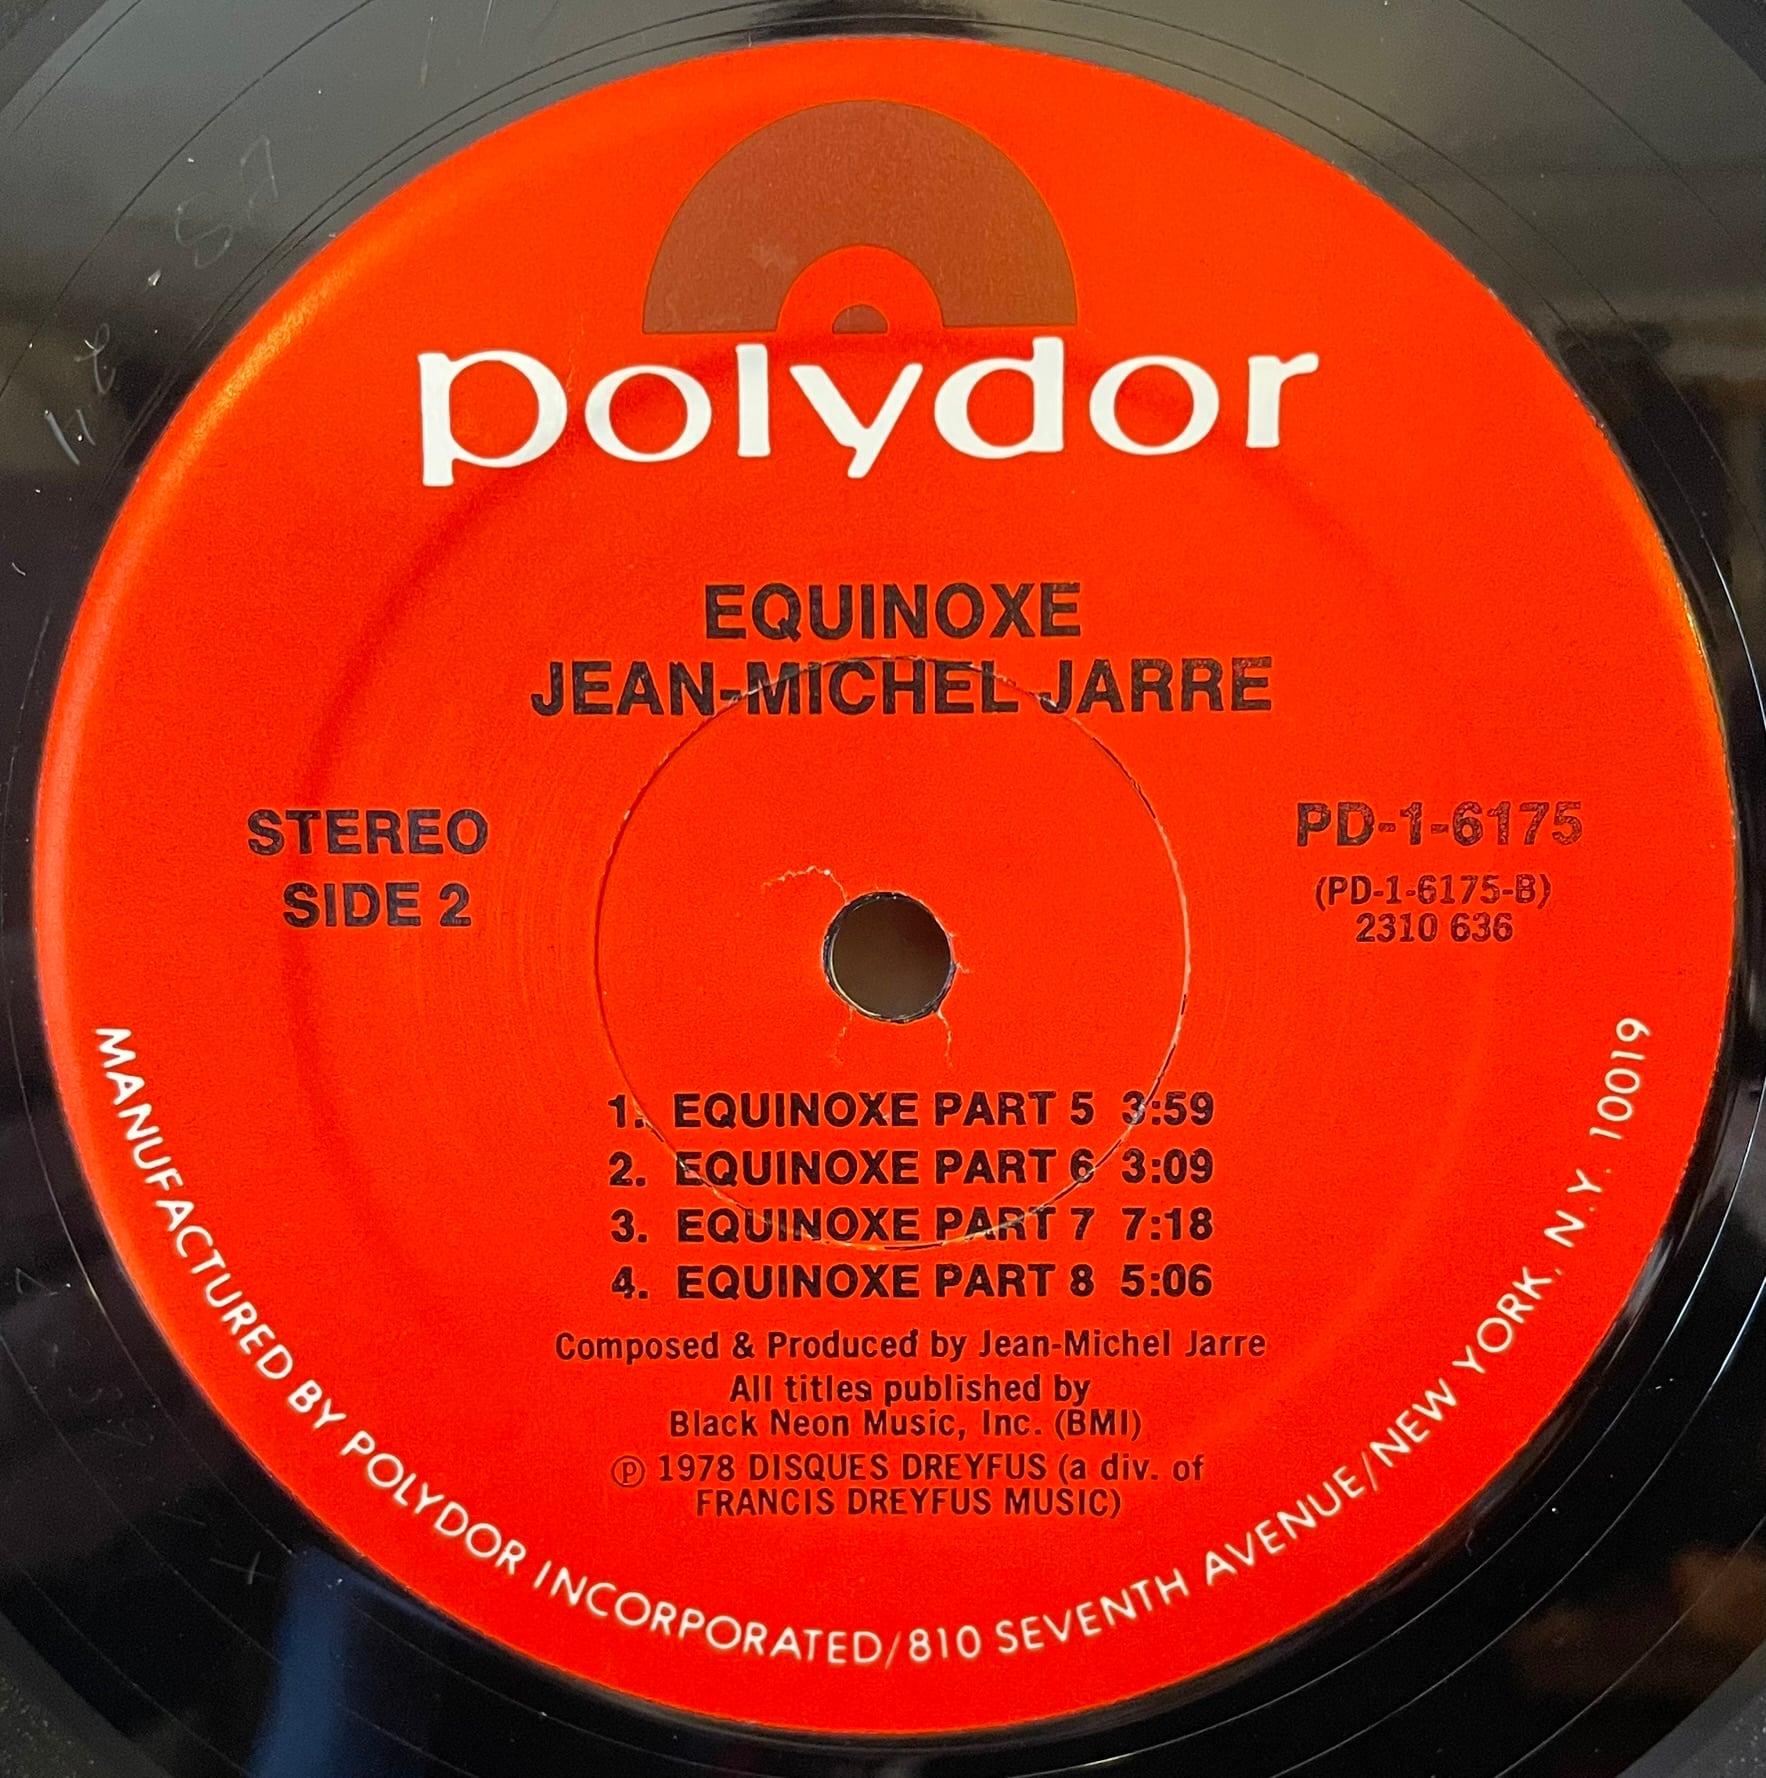 polydor
EQUINOXE
JEAN-MICHEL JARRE
STEREO
SIDE 2
PD-1-6175
(PD-1-6175-B)
2310 636
1. EQUINOXE PART 5 3:59
2. EQUINOXE PART 6 3:09
3. EQUINOXE PART 7 7:18
4. EQUINOXE PART 8 5:06
Composed & Produced by Jean-Michel Jarre
All titles published by
Black Neon Music, Inc. (BMI)
℗ 1978 DISQUES DREYFUS (a div. of
FRANCIS DREYFUS MUSIC)
MANUFACTURED BY POLYDOR INCORPORATED/810 SEVENTH AVENUE/NEW YORK, N.Y. 10019